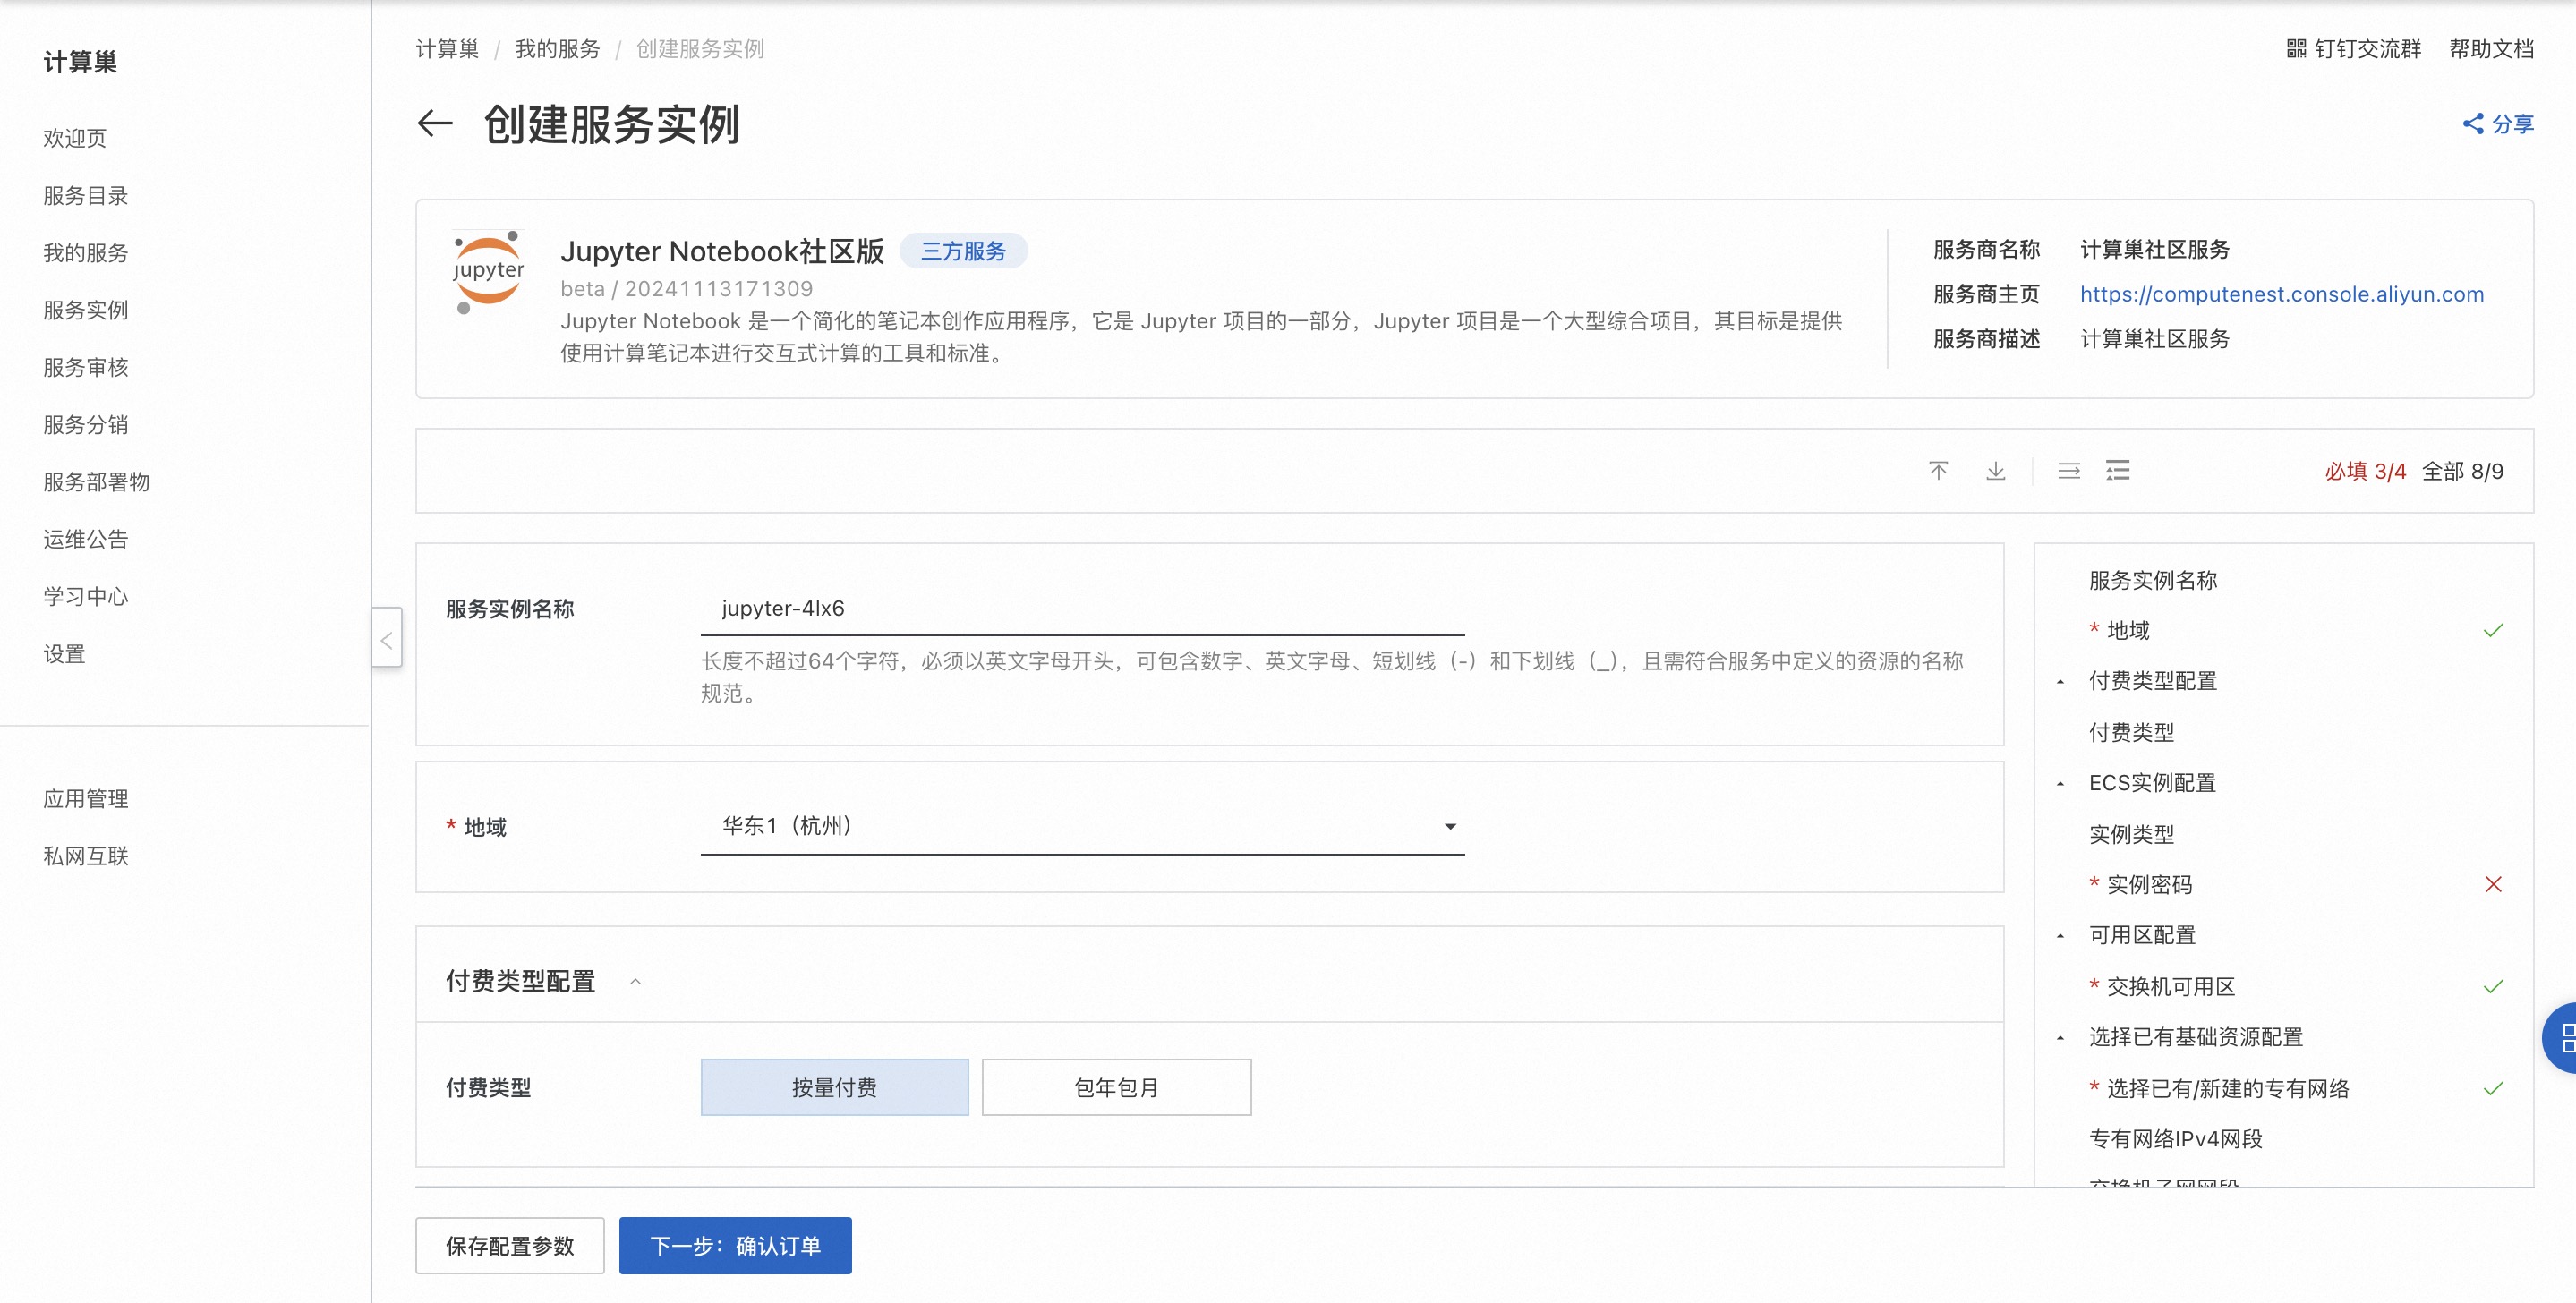 计算巢
欢迎页
服务目录
我的服务
服务实例
服务审核
服务分销
服务部署物
运维公告
学习中心
设置
应用管理
私网互联
计算巢 / 我的服务 / 创建服务实例
钉钉交流群 帮助文档
创建服务实例
分享
jupyter
Jupyter Notebook社区版 三方服务
beta / 20241113171309
Jupyter Notebook 是一个简化的笔记本创作应用程序，它是 Jupyter 项目的一部分，Jupyter 项目是一个大型综合项目，其目标是提供
使用计算笔记本进行交互式计算的工具和标准。
服务商名称 计算巢社区服务
服务商主页 https://computenest.console.aliyun.com
服务商描述 计算巢社区服务
必填 3/4 全部 8/9
服务实例名称 jupyter-4lx6
长度不超过64个字符，必须以英文字母开头，可包含数字、英文字母、短划线（-）和下划线（_），且需符合服务中定义的资源的名称
规范。
* 地域 华东1（杭州）
付费类型配置
付费类型 按量付费 包年包月
服务实例名称
* 地域
付费类型配置
付费类型
ECS实例配置
实例类型
* 实例密码
可用区配置
* 交换机可用区
选择已有基础资源配置
* 选择已有/新建的专有网络
专有网络IPv4网段
保存配置参数 下一步：确认订单